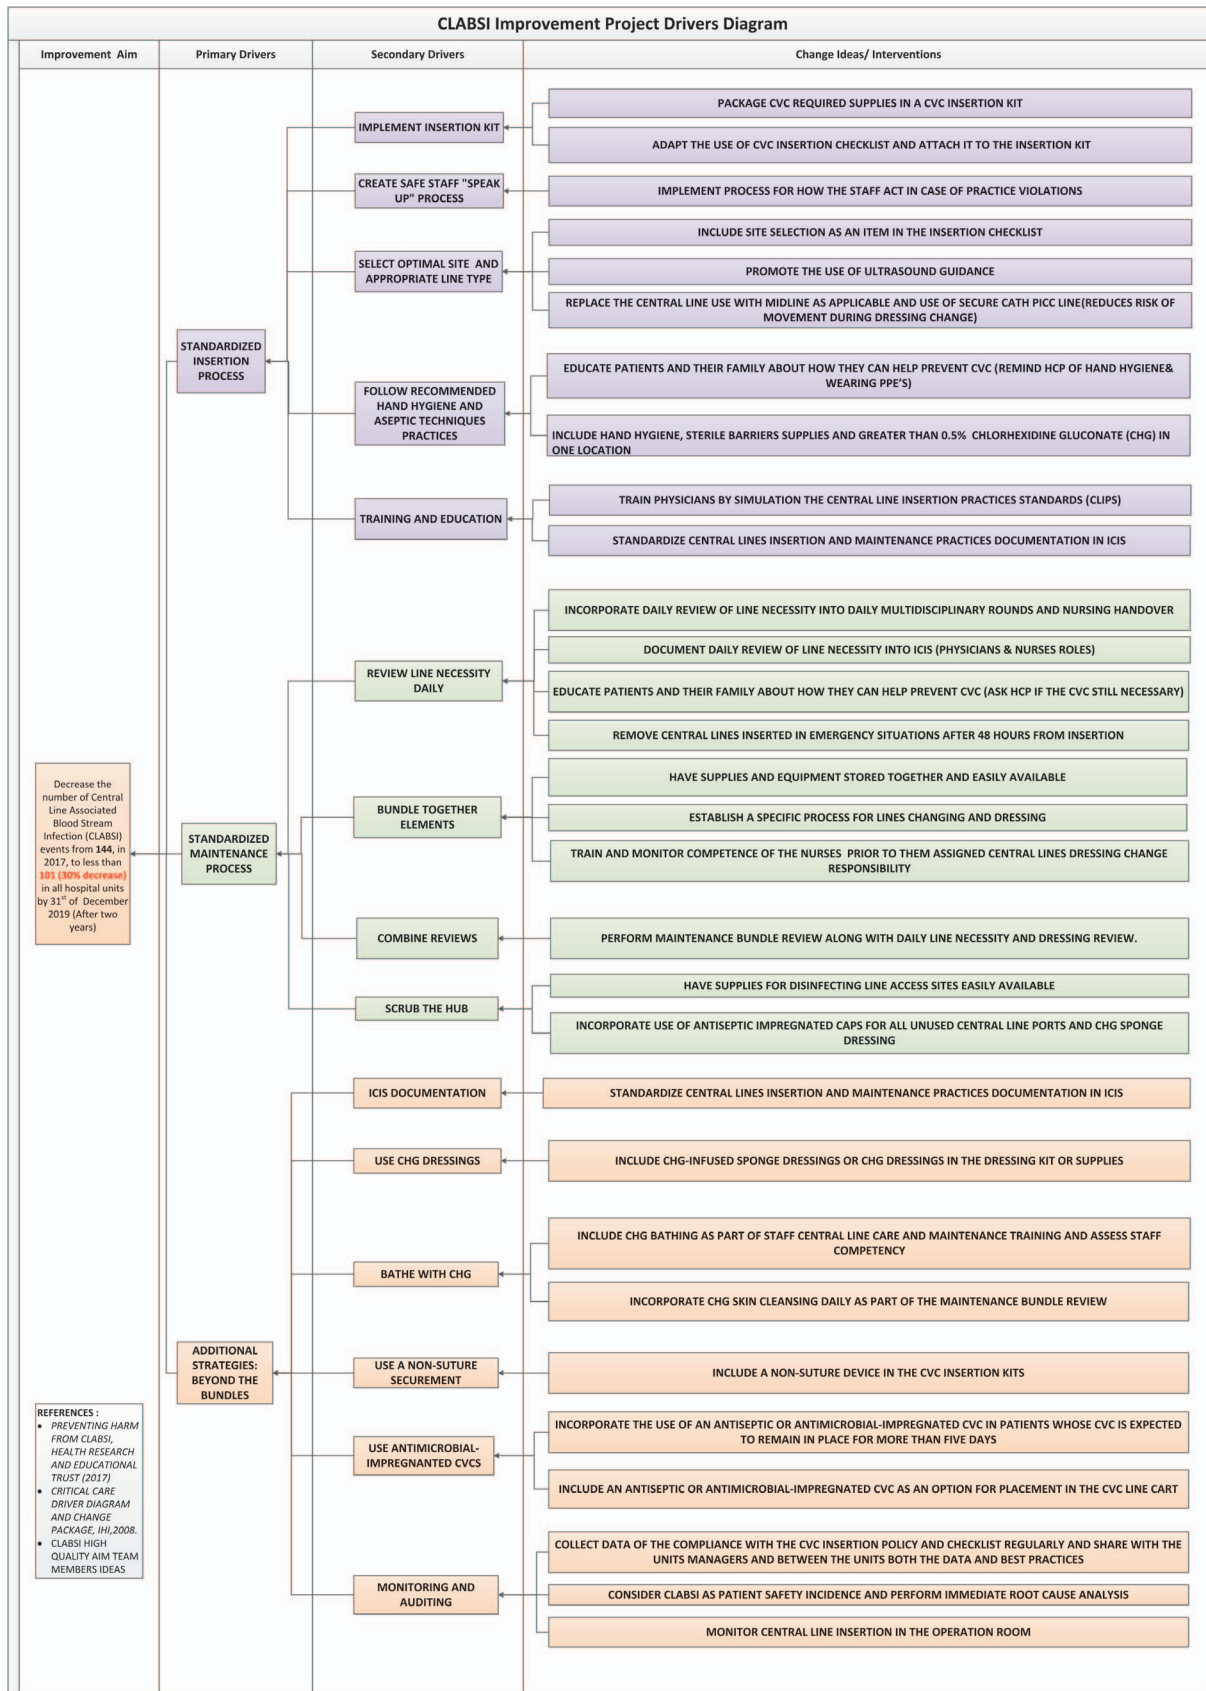 CLABSI Improvement Project Drivers Diagram
Improvement Aim
Primary Drivers
Secondary Drivers
Change Ideas/ Interventions
Decrease the
number of Central
Line Associated
Blood Stream
Infection (CLABSI)
events from 144, in
2017, to less than
101 (30% decrease)
in all hospital units
by 31st of December
2019 (After two
years)
STANDARDIZED
INSERTION
PROCESS
IMPLEMENT INSERTION KIT
PACKAGE CVC REQUIRED SUPPLIES IN A CVC INSERTION KIT
ADAPT THE USE OF CVC INSERTION CHECKLIST AND ATTACH IT TO THE INSERTION KIT
CREATE SAFE STAFF "SPEAK
UP" PROCESS
IMPLEMENT PROCESS FOR HOW THE STAFF ACT IN CASE OF PRACTICE VIOLATIONS
SELECT OPTIMAL SITE AND
APPROPRIATE LINE TYPE
INCLUDE SITE SELECTION AS AN ITEM IN THE INSERTION CHECKLIST
PROMOTE THE USE OF ULTRASOUND GUIDANCE
REPLACE THE CENTRAL LINE USE WITH MIDLINE AS APPLICABLE AND USE OF SECURE CATH PICC LINE(REDUCES RISK OF
MOVEMENT DURING DRESSING CHANGE)
FOLLOW RECOMMENDED
HAND HYGIENE AND
ASEPTIC TECHNIQUES
PRACTICES
EDUCATE PATIENTS AND THEIR FAMILY ABOUT HOW THEY CAN HELP PREVENT CVC (REMIND HCP OF HAND HYGIENE&
WEARING PPE'S)
INCLUDE HAND HYGIENE, STERILE BARRIERS SUPPLIES AND GREATER THAN 0.5% CHLORHEXIDINE GLUCONATE (CHG) IN
ONE LOCATION
TRAINING AND EDUCATION
TRAIN PHYSICIANS BY SIMULATION THE CENTRAL LINE INSERTION PRACTICES STANDARDS (CLIPS)
STANDARDIZE CENTRAL LINES INSERTION AND MAINTENANCE PRACTICES DOCUMENTATION IN ICIS
STANDARDIZED
MAINTENANCE
PROCESS
REVIEW LINE NECESSITY
DAILY
INCORPORATE DAILY REVIEW OF LINE NECESSITY INTO DAILY MULTIDISCIPLINARY ROUNDS AND NURSING HANDOVER
DOCUMENT DAILY REVIEW OF LINE NECESSITY INTO ICIS (PHYSICIANS & NURSES ROLES)
EDUCATE PATIENTS AND THEIR FAMILY ABOUT HOW THEY CAN HELP PREVENT CVC (ASK HCP IF THE CVC STILL NECESSARY)
REMOVE CENTRAL LINES INSERTED IN EMERGENCY SITUATIONS AFTER 48 HOURS FROM INSERTION
BUNDLE TOGETHER
ELEMENTS
HAVE SUPPLIES AND EQUIPMENT STORED TOGETHER AND EASILY AVAILABLE
ESTABLISH A SPECIFIC PROCESS FOR LINES CHANGING AND DRESSING
TRAIN AND MONITOR COMPETENCE OF THE NURSES PRIOR TO THEM ASSIGNED CENTRAL LINES DRESSING CHANGE
RESPONSIBILITY
COMBINE REVIEWS
PERFORM MAINTENANCE BUNDLE REVIEW ALONG WITH DAILY LINE NECESSITY AND DRESSING REVIEW.
SCRUB THE HUB
HAVE SUPPLIES FOR DISINFECTING LINE ACCESS SITES EASILY AVAILABLE
INCORPORATE USE OF ANTISEPTIC IMPREGNATED CAPS FOR ALL UNUSED CENTRAL LINE PORTS AND CHG SPONGE
DRESSING
ADDITIONAL
STRATEGIES:
BEYOND THE
BUNDLES
ICIS DOCUMENTATION
STANDARDIZE CENTRAL LINES INSERTION AND MAINTENANCE PRACTICES DOCUMENTATION IN ICIS
USE CHG DRESSINGS
INCLUDE CHG-INFUSED SPONGE DRESSINGS OR CHG DRESSINGS IN THE DRESSING KIT OR SUPPLIES
BATHE WITH CHG
INCLUDE CHG BATHING AS PART OF STAFF CENTRAL LINE CARE AND MAINTENANCE TRAINING AND ASSESS STAFF
COMPETENCY
INCORPORATE CHG SKIN CLEANSING DAILY AS PART OF THE MAINTENANCE BUNDLE REVIEW
USE A NON-SUTURE
SECUREMENT
INCLUDE A NON-SUTURE DEVICE IN THE CVC INSERTION KITS
USE ANTIMICROBIAL-
IMPREGNANTED CVCS
INCORPORATE THE USE OF AN ANTISEPTIC OR ANTIMICROBIAL-IMPREGNATED CVC IN PATIENTS WHOSE CVC IS EXPECTED
TO REMAIN IN PLACE FOR MORE THAN FIVE DAYS
INCLUDE AN ANTISEPTIC OR ANTIMICROBIAL-IMPREGNATED CVC AS AN OPTION FOR PLACEMENT IN THE CVC LINE CART
MONITORING AND
AUDITING
COLLECT DATA OF THE COMPLIANCE WITH THE CVC INSERTION POLICY AND CHECKLIST REGULARLY AND SHARE WITH THE
UNITS MANAGERS AND BETWEEN THE UNITS BOTH THE DATA AND BEST PRACTICES
CONSIDER CLABSI AS PATIENT SAFETY INCIDENCE AND PERFORM IMMEDIATE ROOT CAUSE ANALYSIS
MONITOR CENTRAL LINE INSERTION IN THE OPERATION ROOM
REFERENCES :
• PREVENTING HARM
FROM CLABSI,
HEALTH RESEARCH
AND EDUCATIONAL
TRUST (2017)
• CRITICAL CARE
DRIVER DIAGRAM
AND CHANGE
PACKAGE, IHI,2008.
• CLABSI HIGH
QUALITY AIM TEAM
MEMBERS IDEAS